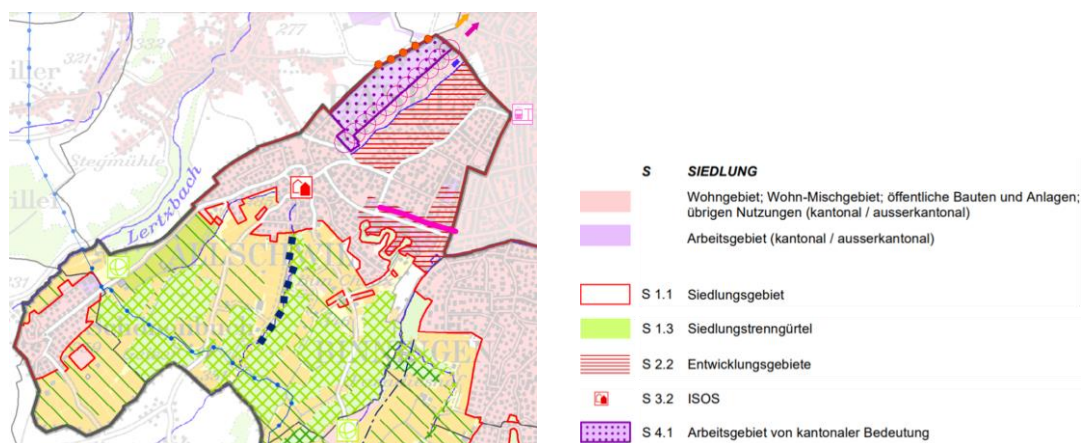 321
332
277
Stegmühle
Lertzbach
S SIEDLUNG
Wohngebiet; Wohn-Mischgebiet; öffentliche Bauten und Anlagen;
übrigen Nutzungen (kantonal / ausserkantonal)
Arbeitsgebiet (kantonal / ausserkantonal)
S 1.1 Siedlungsgebiet
S 1.3 Siedlungstrenngürtel
S 2.2 Entwicklungsgebiete
S 3.2 ISOS
S 4.1 Arbeitsgebiet von kantonaler Bedeutung